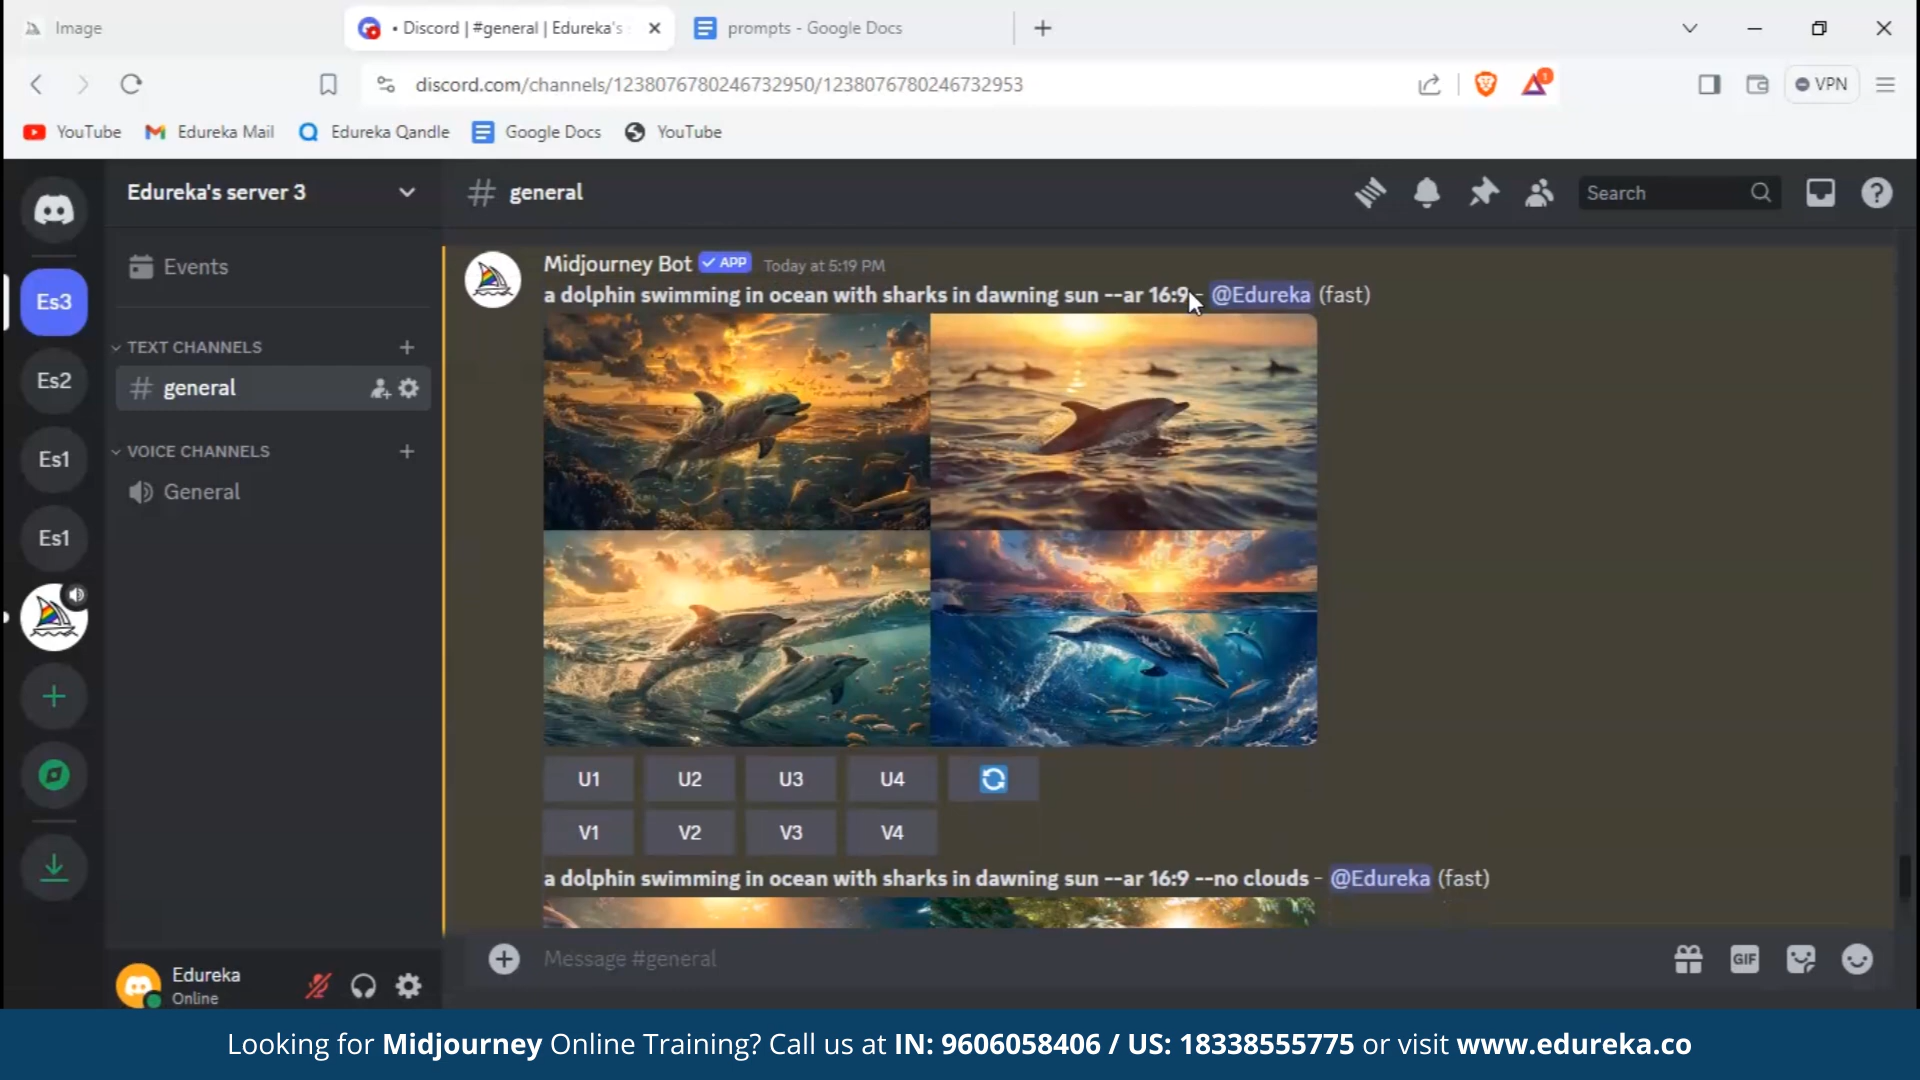 Image
• Discord | #general | Edureka's
prompts - Google Docs
discord.com/channels/1238076780246732950/1238076780246732953
1
VPN
YouTube
Edureka Mail
Edureka Qandle
Google Docs
YouTube
Edureka's server 3
general
Search
Events
TEXT CHANNELS
general
VOICE CHANNELS
General
Es3
Es2
Es1
Es1
Midjourney Bot ✓ APP Today at 5:19 PM
a dolphin swimming in ocean with sharks in dawning sun --ar 16:9 - @Edureka (fast)
U1 U2 U3 U4
V1 V2 V3 V4
a dolphin swimming in ocean with sharks in dawning sun --ar 16:9 --no clouds - @Edureka (fast)
Message #general
GIF
Edureka
Online
Looking for Midjourney Online Training? Call us at IN: 9606058406 / US: 18338555775 or visit www.edureka.co